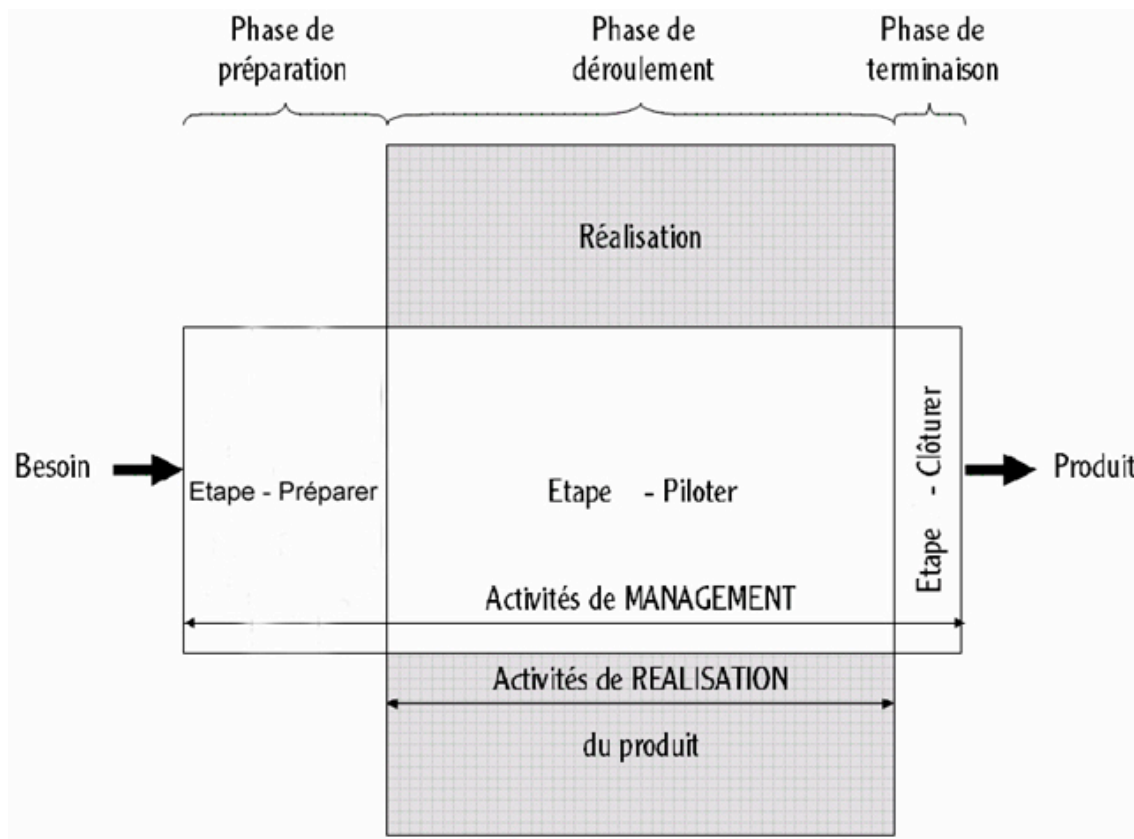 Phase de
préparation
Phase de
déroulement
Phase de
terminaison
Réalisation
Besoin
Etape - Préparer
Etape - Piloter
Etape - Clôturer
Produit
Activités de MANAGEMENT
Activités de REALISATION
du produit